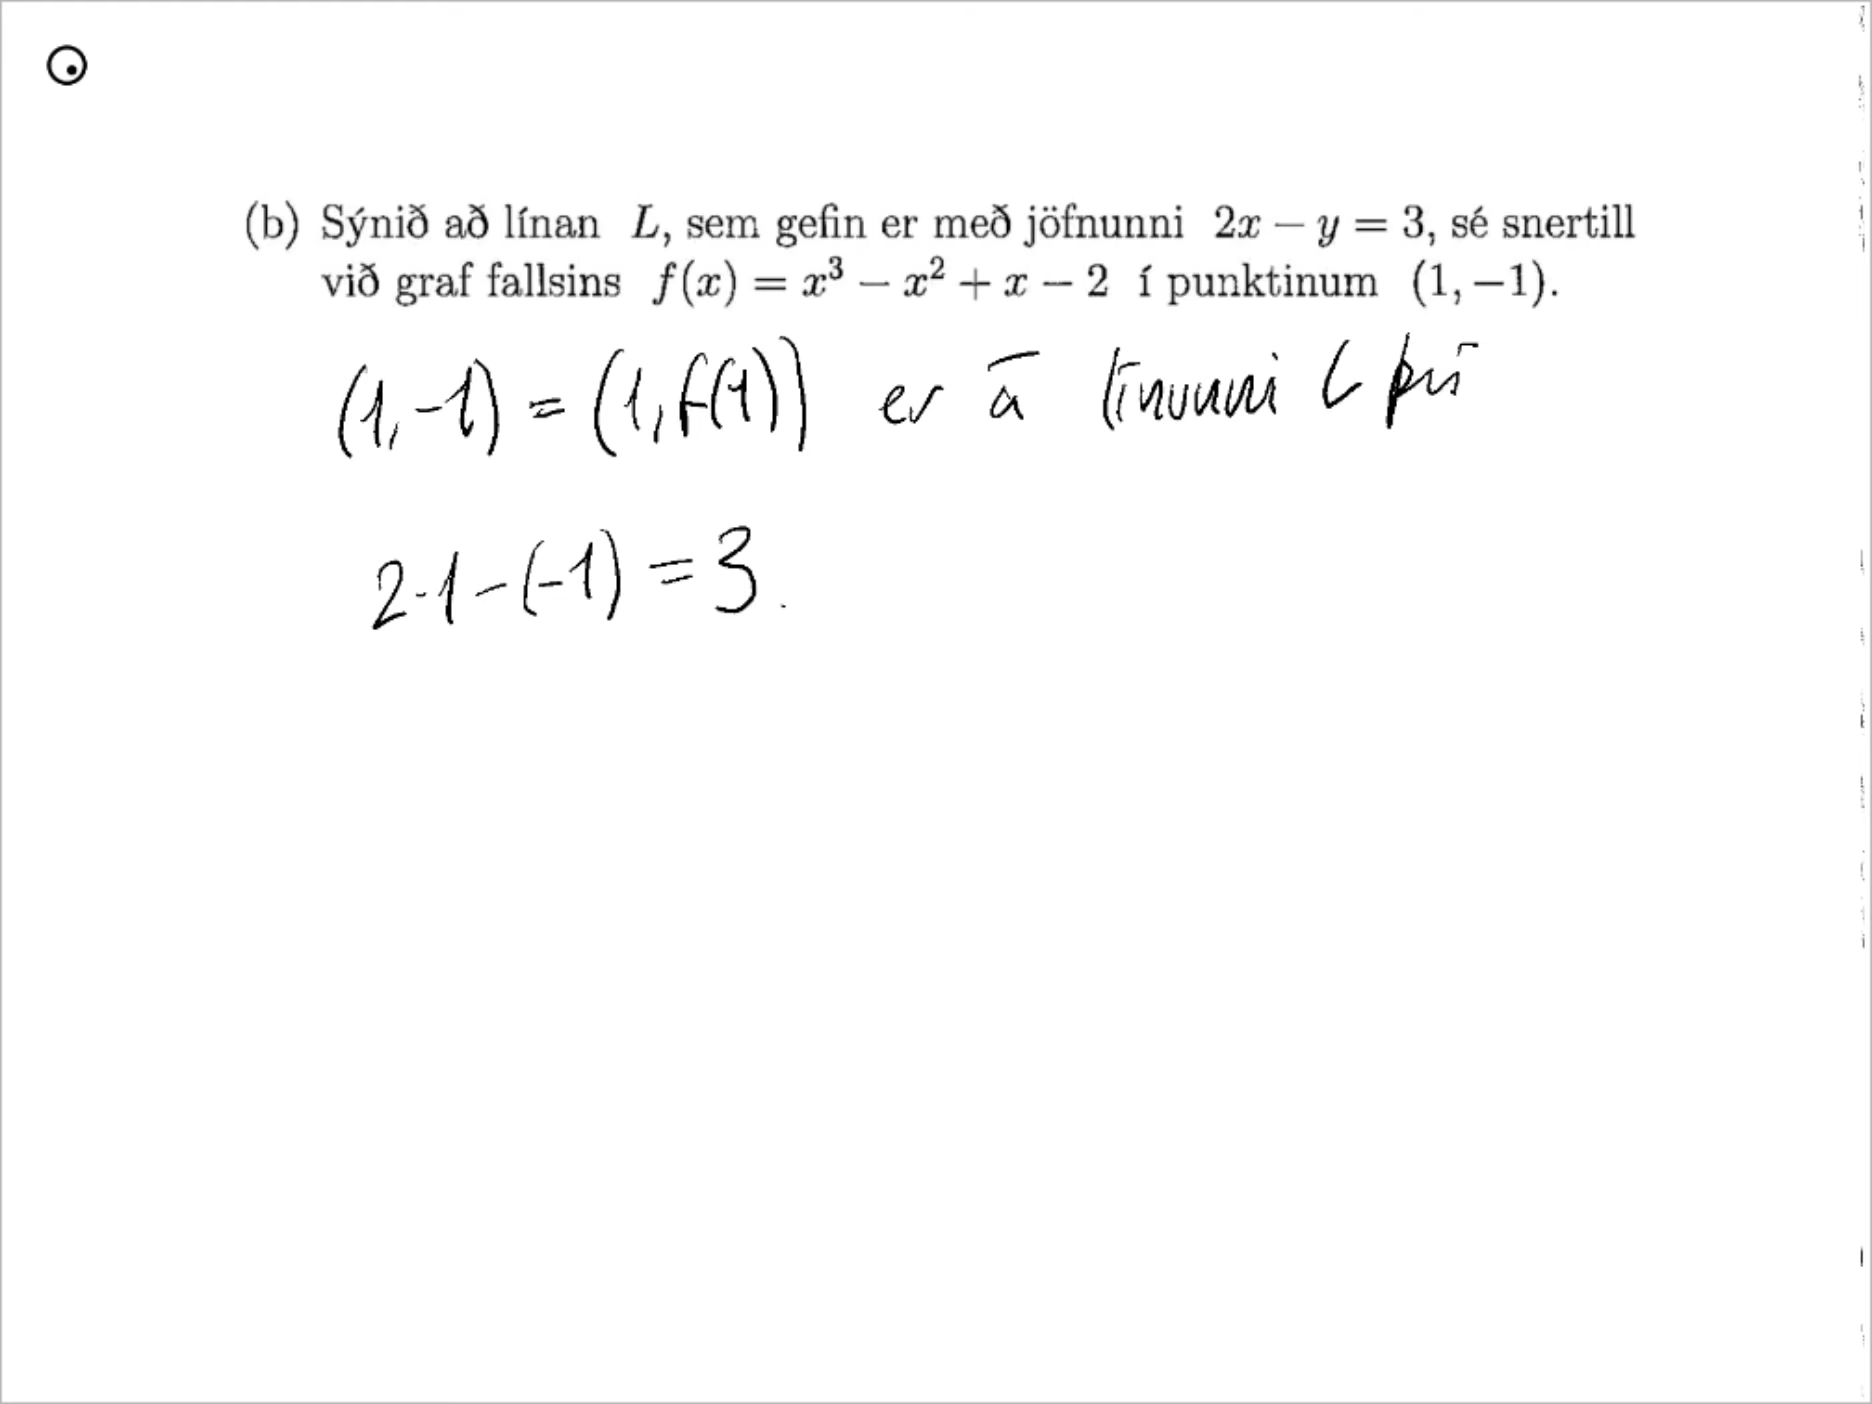 (b) Sýnið að línan L, sem gefin er með jöfnunni 2x − y = 3, sé snertill
við graf fallsins f(x) = x³ − x² + x − 2 í punktinum (1, −1).
(1,-1) = (1, f(1)) er á línunni L því
2·1-(-1) = 3.